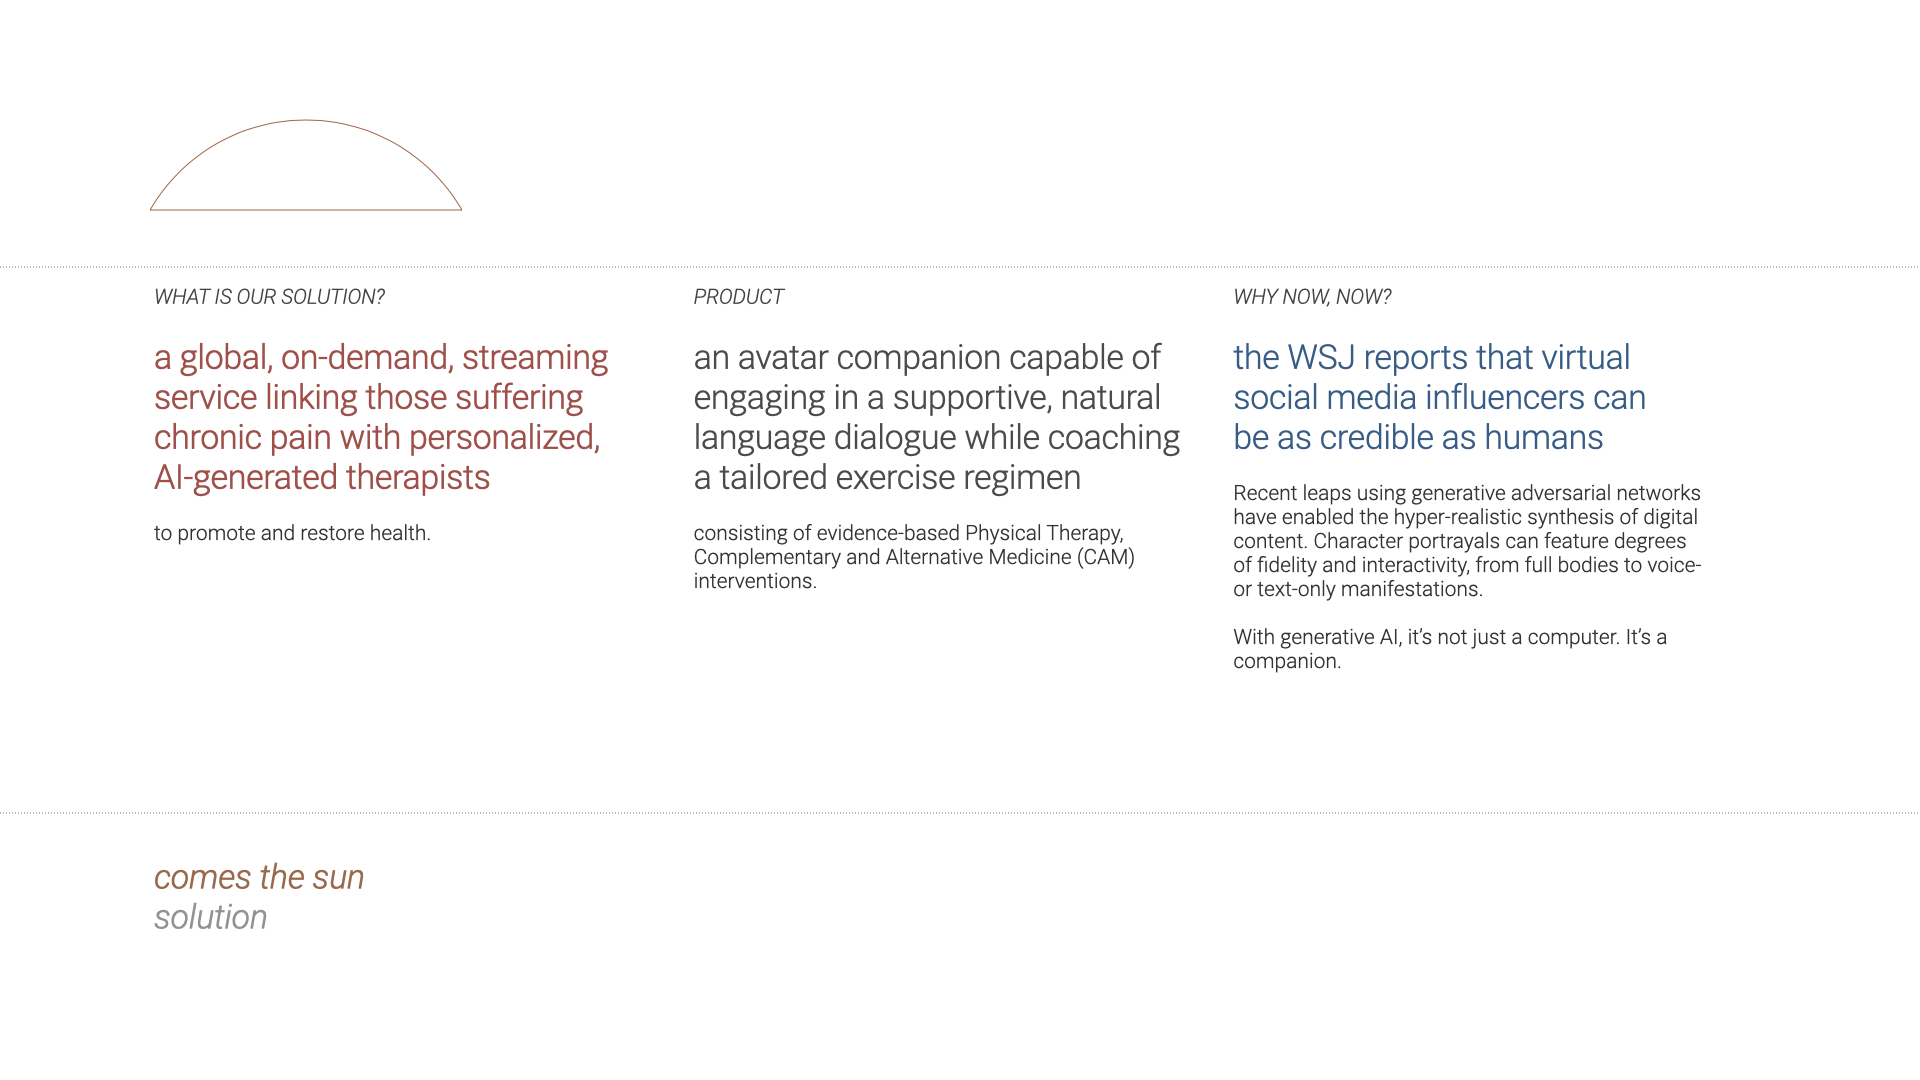 WHAT IS OUR SOLUTION?
a global, on-demand, streaming
service linking those suffering
chronic pain with personalized,
AI-generated therapists
to promote and restore health.
PRODUCT
an avatar companion capable of
engaging in a supportive, natural
language dialogue while coaching
a tailored exercise regimen
consisting of evidence-based Physical Therapy,
Complementary and Alternative Medicine (CAM)
interventions.
WHY NOW, NOW?
the WSJ reports that virtual
social media influencers can
be as credible as humans
Recent leaps using generative adversarial networks
have enabled the hyper-realistic synthesis of digital
content. Character portrayals can feature degrees
of fidelity and interactivity, from full bodies to voice-
or text-only manifestations.
With generative AI, it’s not just a computer. It’s a
companion.
comes the sun
solution